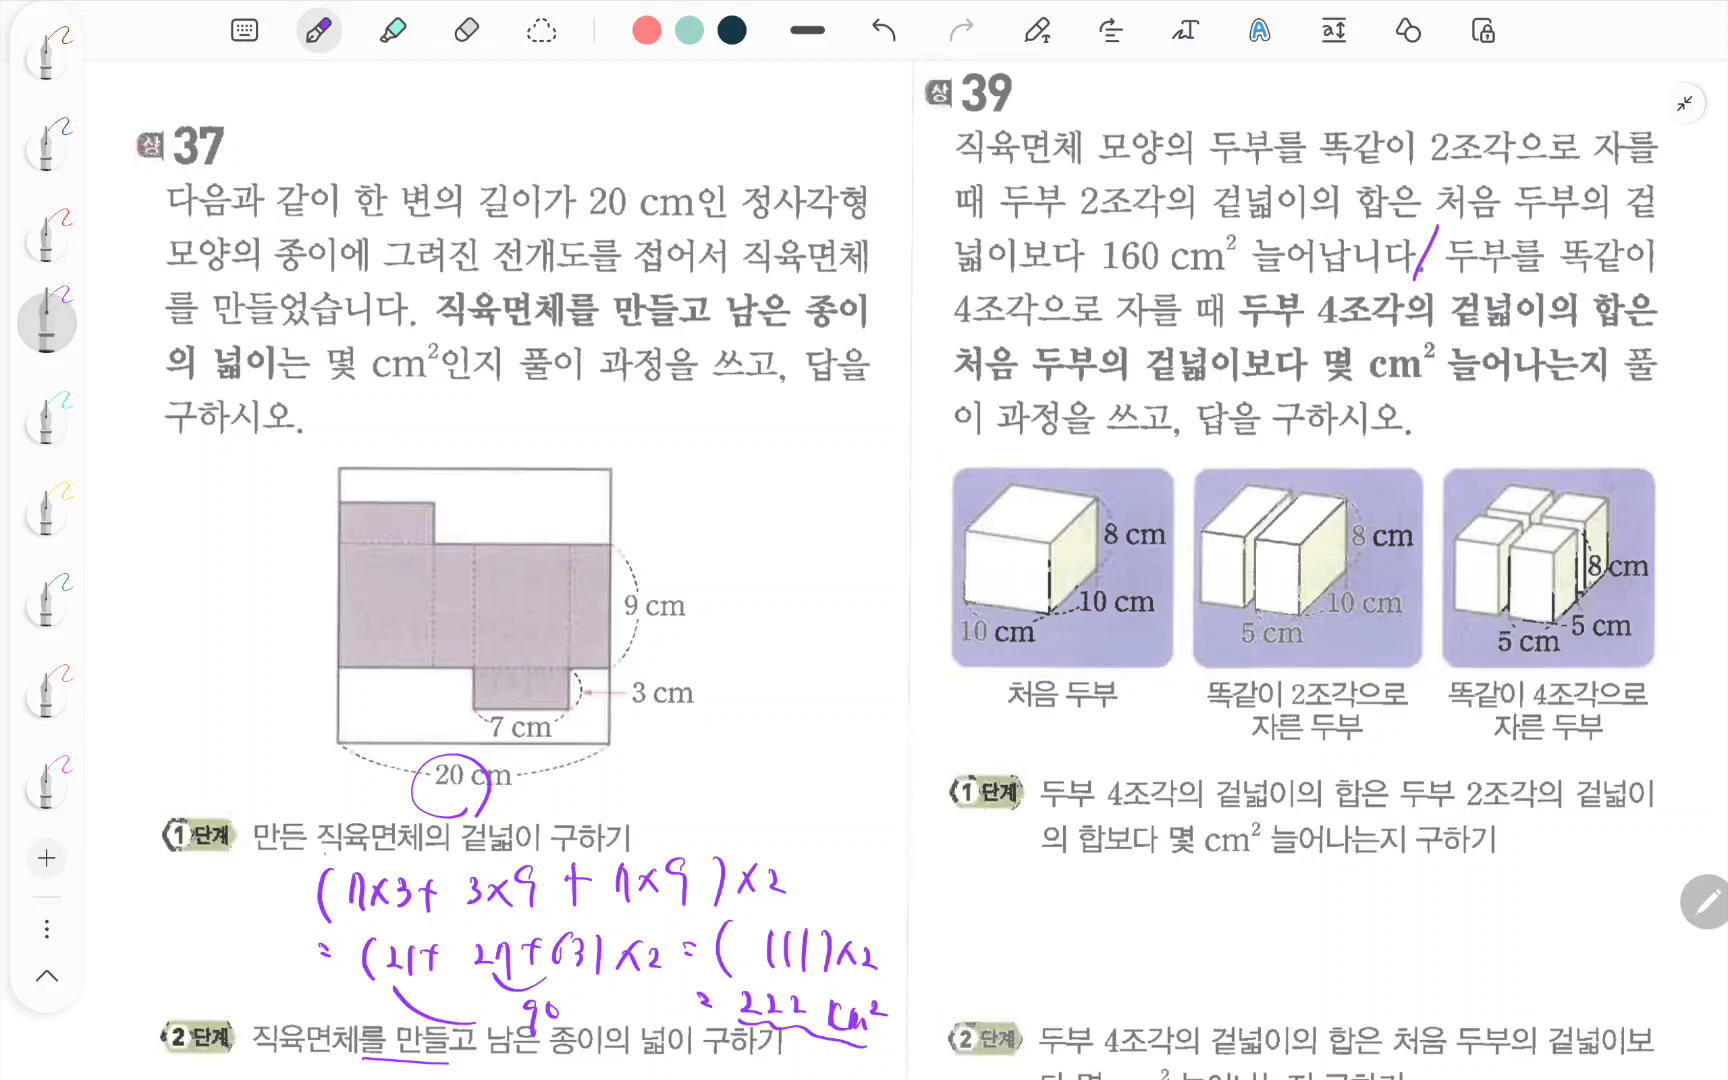 상 37
다음과 같이 한 변의 길이가 20 cm인 정사각형
모양의 종이에 그려진 전개도를 접어서 직육면체
를 만들었습니다. 직육면체를 만들고 남은 종이
의 넓이는 몇 cm²인지 풀이 과정을 쓰고, 답을
구하시오.
9 cm
3 cm
7 cm
20 cm
1단계 만든 직육면체의 겉넓이 구하기
(7×3+ 3×9 + 7×9)×2
= (21+ 27+63)×2 = (111)×2
90
= 222 cm²
2단계 직육면체를 만들고 남은 종이의 넓이 구하기
상 39
직육면체 모양의 두부를 똑같이 2조각으로 자를
때 두부 2조각의 겉넓이의 합은 처음 두부의 겉
넓이보다 160 cm² 늘어납니다. 두부를 똑같이
4조각으로 자를 때 두부 4조각의 겉넓이의 합은
처음 두부의 겉넓이보다 몇 cm² 늘어나는지 풀
이 과정을 쓰고, 답을 구하시오.
8 cm
10 cm
10 cm
처음 두부
8 cm
10 cm
5 cm
똑같이 2조각으로
자른 두부
8 cm
5 cm
5 cm
똑같이 4조각으로
자른 두부
1단계 두부 4조각의 겉넓이의 합은 두부 2조각의 겉넓이
의 합보다 몇 cm² 늘어나는지 구하기
2단계 두부 4조각의 겉넓이의 합은 처음 두부의 겉넓이보